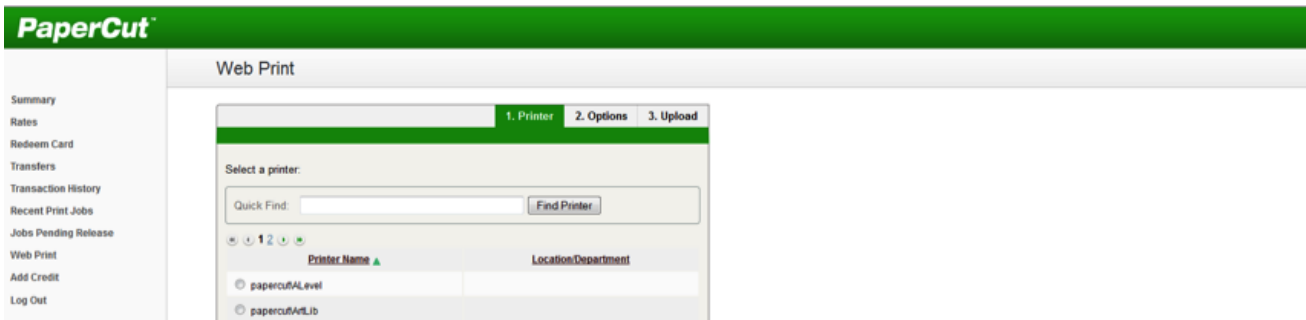 PaperCut™
Web Print
Summary
Rates
Redeem Card
Transfers
Transaction History
Recent Print Jobs
Jobs Pending Release
Web Print
Add Credit
Log Out
1. Printer 2. Options 3. Upload
Select a printer:
Quick Find: Find Printer
1 2
Printer Name ▲ Location/Department
papercut\ALevel
papercut\ArtLib